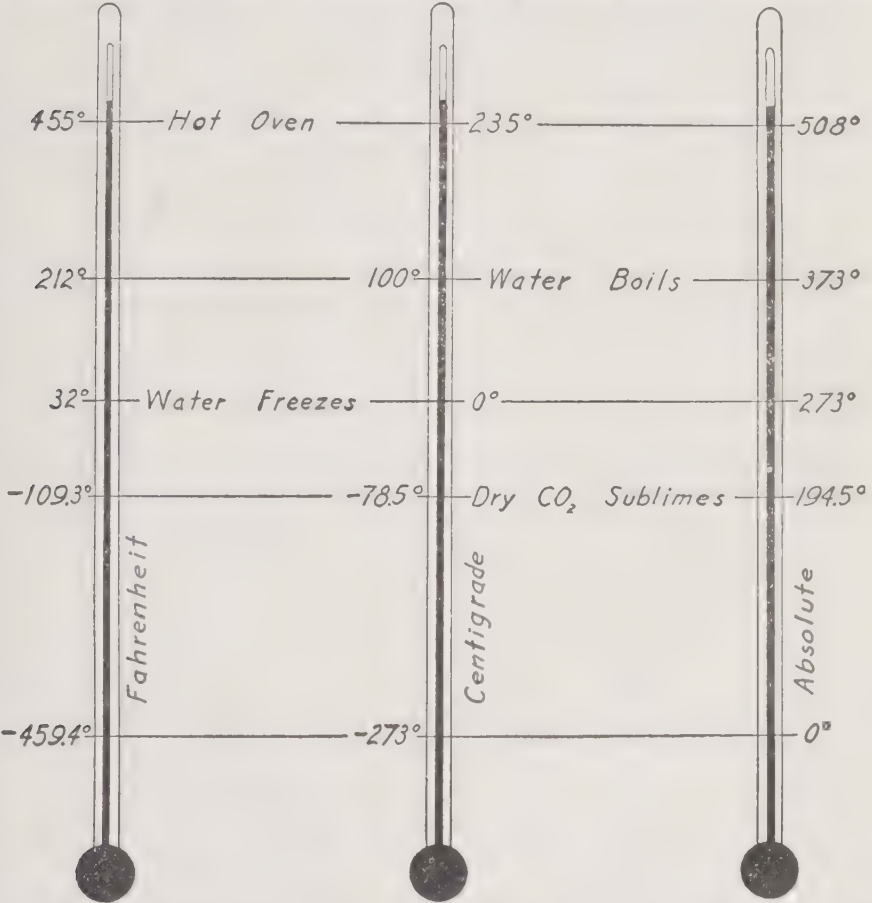 455° Hot Oven 235° 508°
212° 100° Water Boils 373°
32° Water Freezes 0° 273°
-109.3° -78.5° Dry CO₂ Sublimes 194.5°
Fahrenheit
Centigrade
Absolute
-459.4° -273° 0°